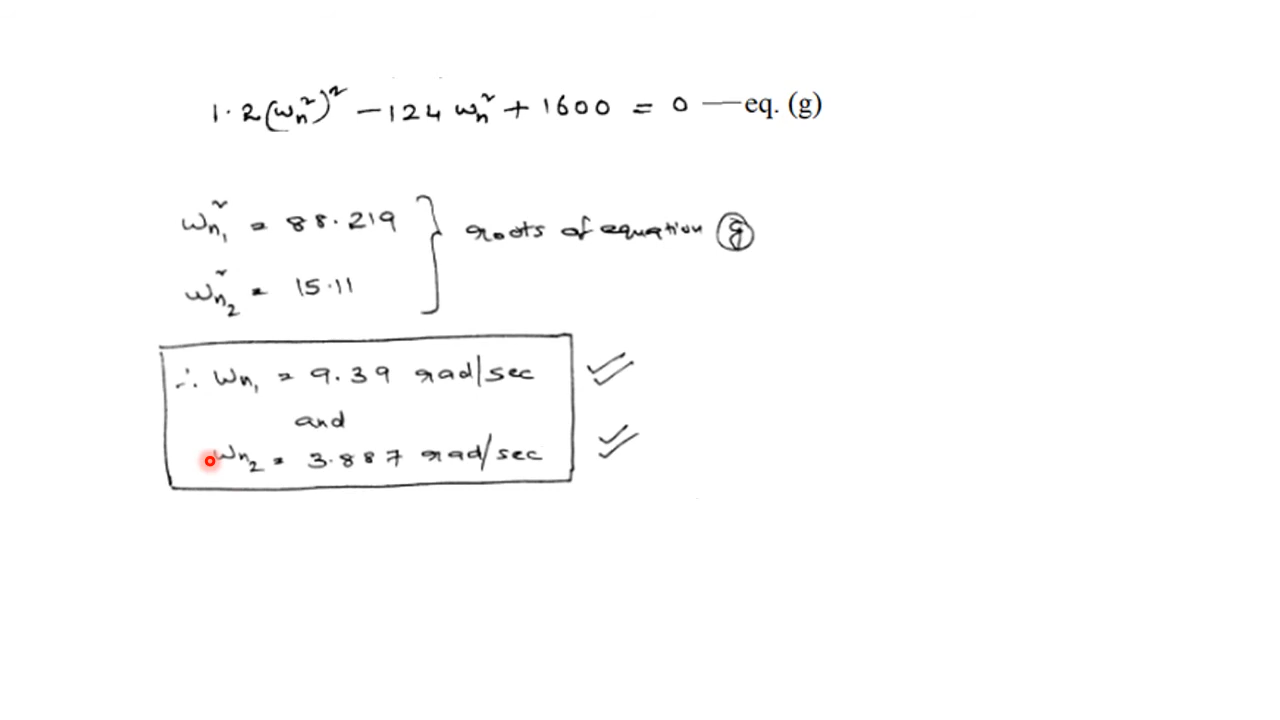 1.2(ωn²)² − 124 ωn² + 1600 = 0 — eq. (g)
ωn₁² = 88.219
roots of equation (g)
ωn₂² = 15.11
∴ ωn₁ = 9.39 rad/sec
and
ωn₂ = 3.887 rad/sec